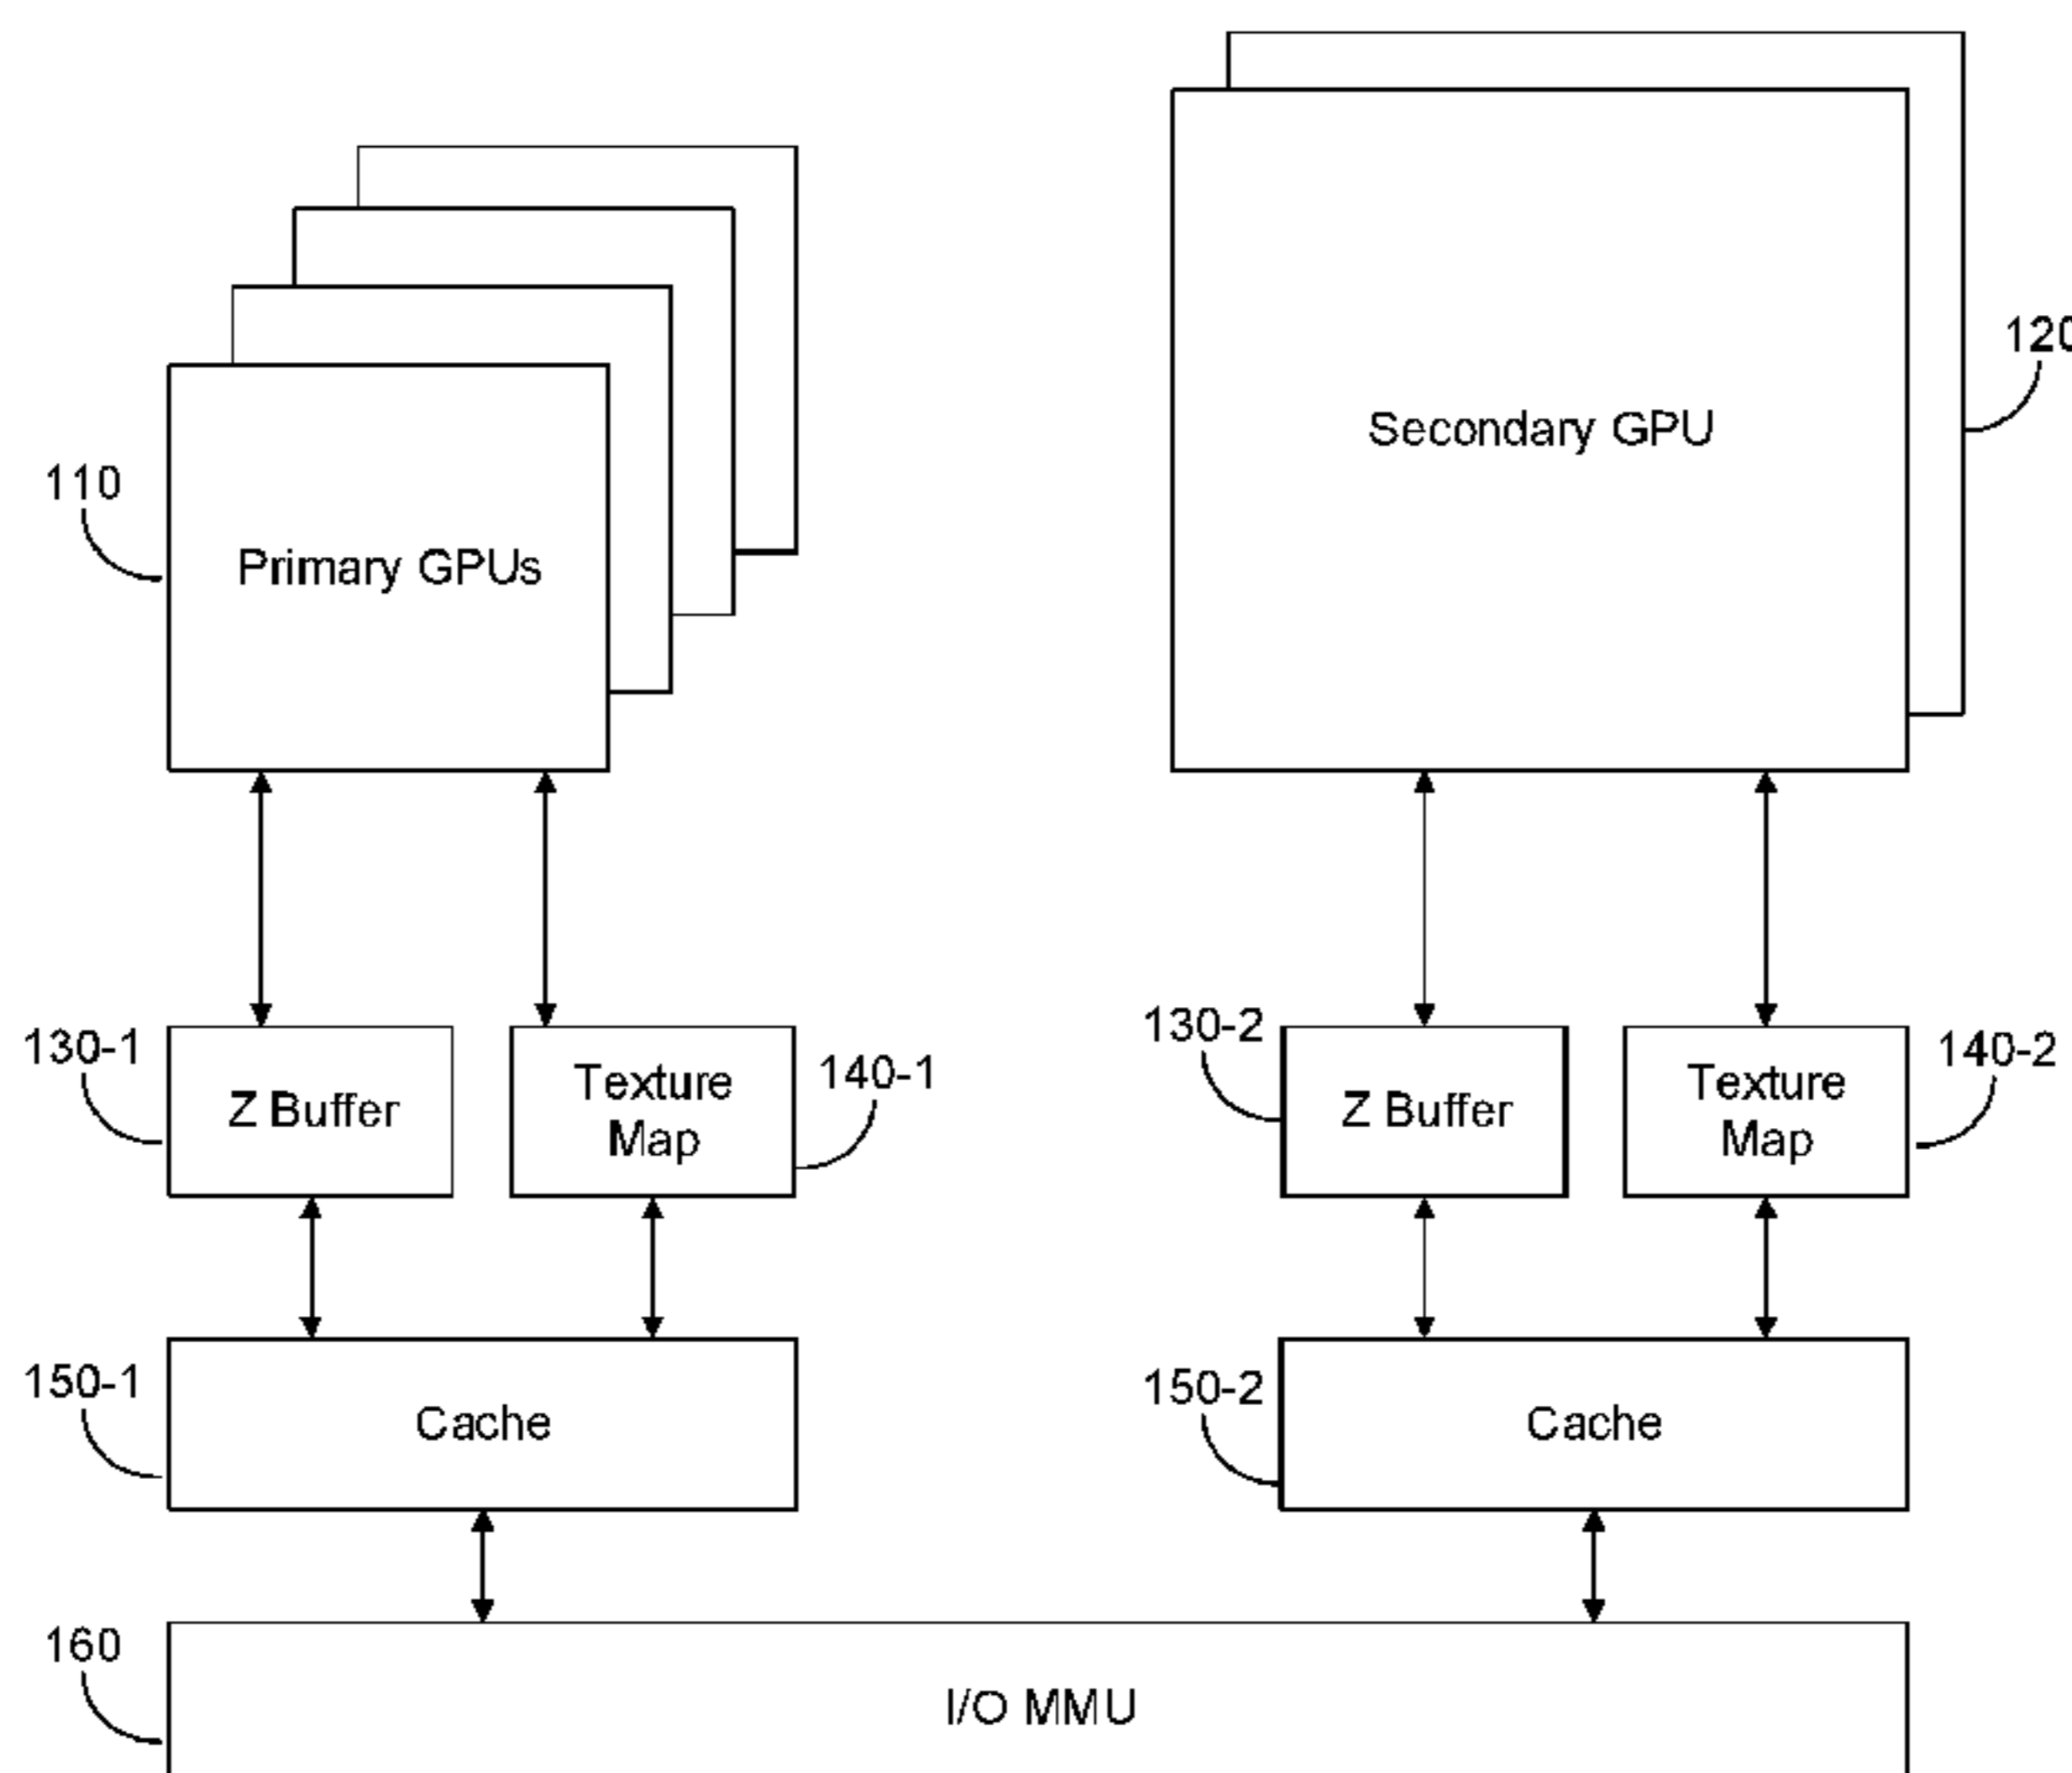 120
Secondary GPU
110
Primary GPUs
130-1
Z Buffer
Texture
Map
140-1
130-2
Z Buffer
Texture
Map
140-2
150-1
Cache
150-2
Cache
160
I/O MMU